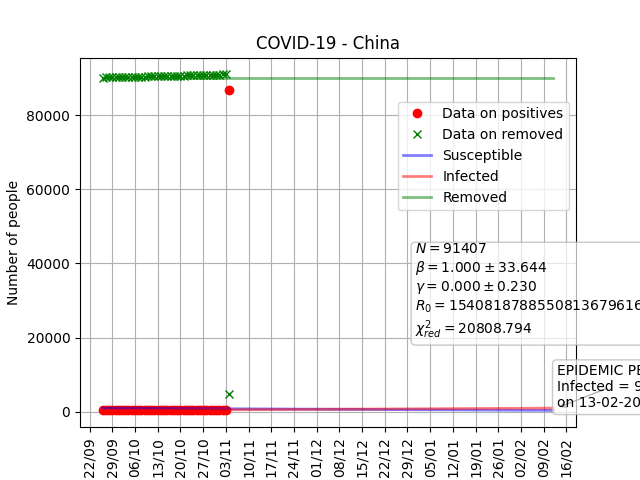 COVID-19 - China
Number of people
80000
60000
40000
20000
0
Data on positives
Data on removed
Susceptible
Infected
Removed
N = 91407
β = 1.000 ± 33.644
γ = 0.000 ± 0.230
R₀ = 1540818788550813679616
χ²red = 20808.794
EPIDEMIC PE
Infected = 9
on 13-02-20
22/09
29/09
06/10
13/10
20/10
27/10
03/11
10/11
17/11
24/11
01/12
08/12
15/12
22/12
29/12
05/01
12/01
19/01
26/01
02/02
09/02
16/02